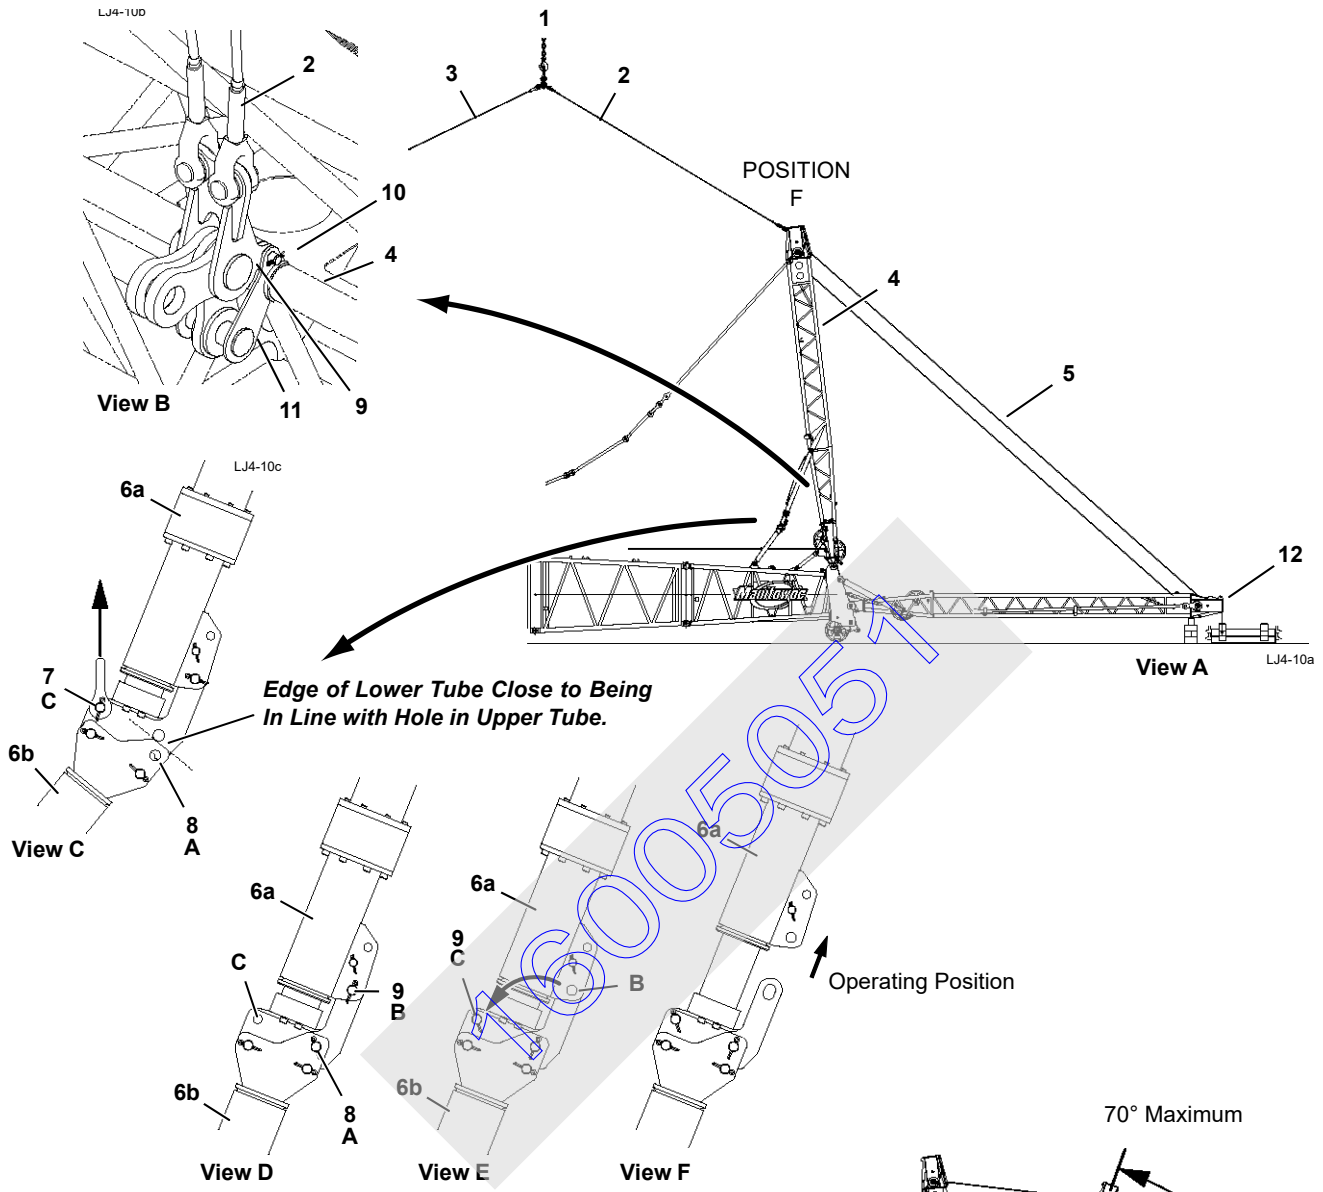 LJ4-10b
1
2
3
2
POSITION
F
10
4
4
5
9
11
View B
12
LJ4-10c
6a
View A
LJ4-10a
7
C
Edge of Lower Tube Close to Being
In Line with Hole in Upper Tube.
6b
8
A
View C
Manitowoc
6a
6a
6a
C
9
B
9
C
B
Operating Position
6b
8
A
6b
View D
View E
View F
70° Maximum
1600505051